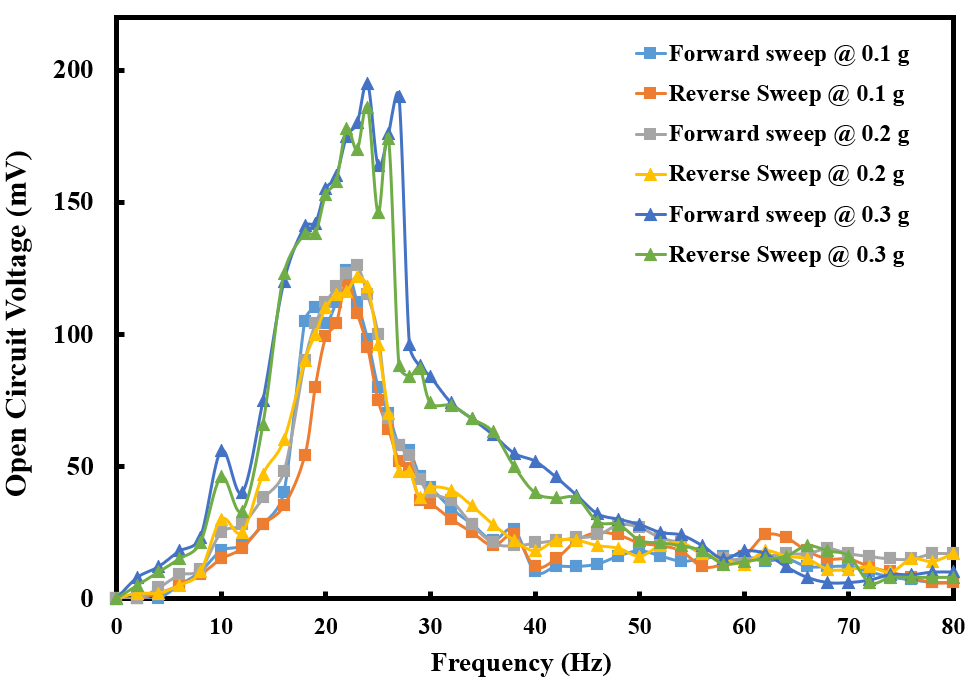 Forward sweep @ 0.1 g
Reverse Sweep @ 0.1 g
Forward sweep @ 0.2 g
Reverse Sweep @ 0.2 g
Forward sweep @ 0.3 g
Reverse Sweep @ 0.3 g
Open Circuit Voltage (mV)
200
150
100
50
0
0 10 20 30 40 50 60 70 80
Frequency (Hz)